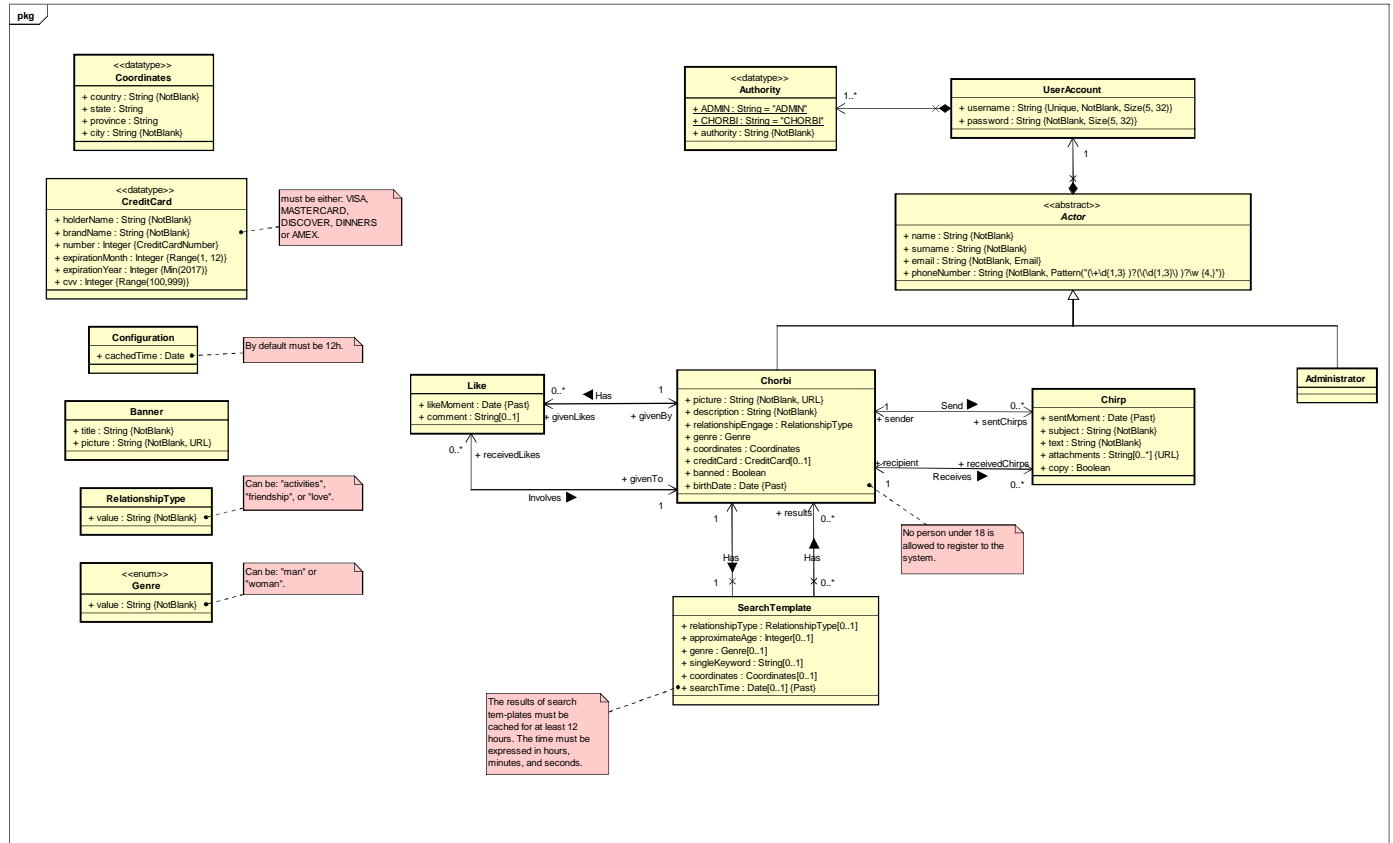 pkg
<<datatype>>
Coordinates
+ country : String {NotBlank}
+ state : String
+ province : String
+ city : String {NotBlank}
<<datatype>>
Authority
+ ADMIN : String = "ADMIN"
+ CHORBI : String = "CHORBI"
+ authority : String {NotBlank}
1..*
UserAccount
+ username : String {Unique, NotBlank, Size(5, 32)}
+ password : String {NotBlank, Size(5, 32)}
1
<<datatype>>
CreditCard
+ holderName : String {NotBlank}
+ brandName : String {NotBlank}
+ number : Integer {CreditCardNumber}
+ expirationMonth : Integer {Range(1, 12)}
+ expirationYear : Integer {Min(2017)}
+ cvv : Integer {Range(100,999)}
must be either: VISA,
MASTERCARD,
DISCOVER, DINNERS
or AMEX.
<<abstract>>
Actor
+ name : String {NotBlank}
+ surname : String {NotBlank}
+ email : String {NotBlank, Email}
+ phoneNumber : String {NotBlank, Pattern("(\+\d{1,3} )?(\(\d{1,3}\) )?\w {4,}")}
Configuration
+ cachedTime : Date
By default must be 12h.
Banner
+ title : String {NotBlank}
+ picture : String {NotBlank, URL}
Like
+ likeMoment : Date {Past}
+ comment : String[0..1]
0..*
Has
1
+ givenLikes
+ givenBy
0..*
+ receivedLikes
+ givenTo
Involves
1
Chorbi
+ picture : String {NotBlank, URL}
+ description : String {NotBlank}
+ relationshipEngage : RelationshipType
+ genre : Genre
+ coordinates : Coordinates
+ creditCard : CreditCard[0..1]
+ banned : Boolean
+ birthDate : Date {Past}
1
Send
0..*
+ sender
+ sentChirps
+ recipient
+ receivedChirps
1
Receives
0..*
Chirp
+ sentMoment : Date {Past}
+ subject : String {NotBlank}
+ text : String {NotBlank}
+ attachments : String[0..*] {URL}
+ copy : Boolean
Administrator
RelationshipType
+ value : String {NotBlank}
Can be: "activities",
"friendship", or "love".
<<enum>>
Genre
+ value : String {NotBlank}
Can be: "man" or
"woman".
No person under 18 is
allowed to register to the
system.
1
+ results
0..*
Has
Has
1
0..*
SearchTemplate
+ relationshipType : RelationshipType[0..1]
+ approximateAge : Integer[0..1]
+ genre : Genre[0..1]
+ singleKeyword : String[0..1]
+ coordinates : Coordinates[0..1]
+ searchTime : Date[0..1] {Past}
The results of search
tem-plates must be
cached for at least 12
hours. The time must be
expressed in hours,
minutes, and seconds.